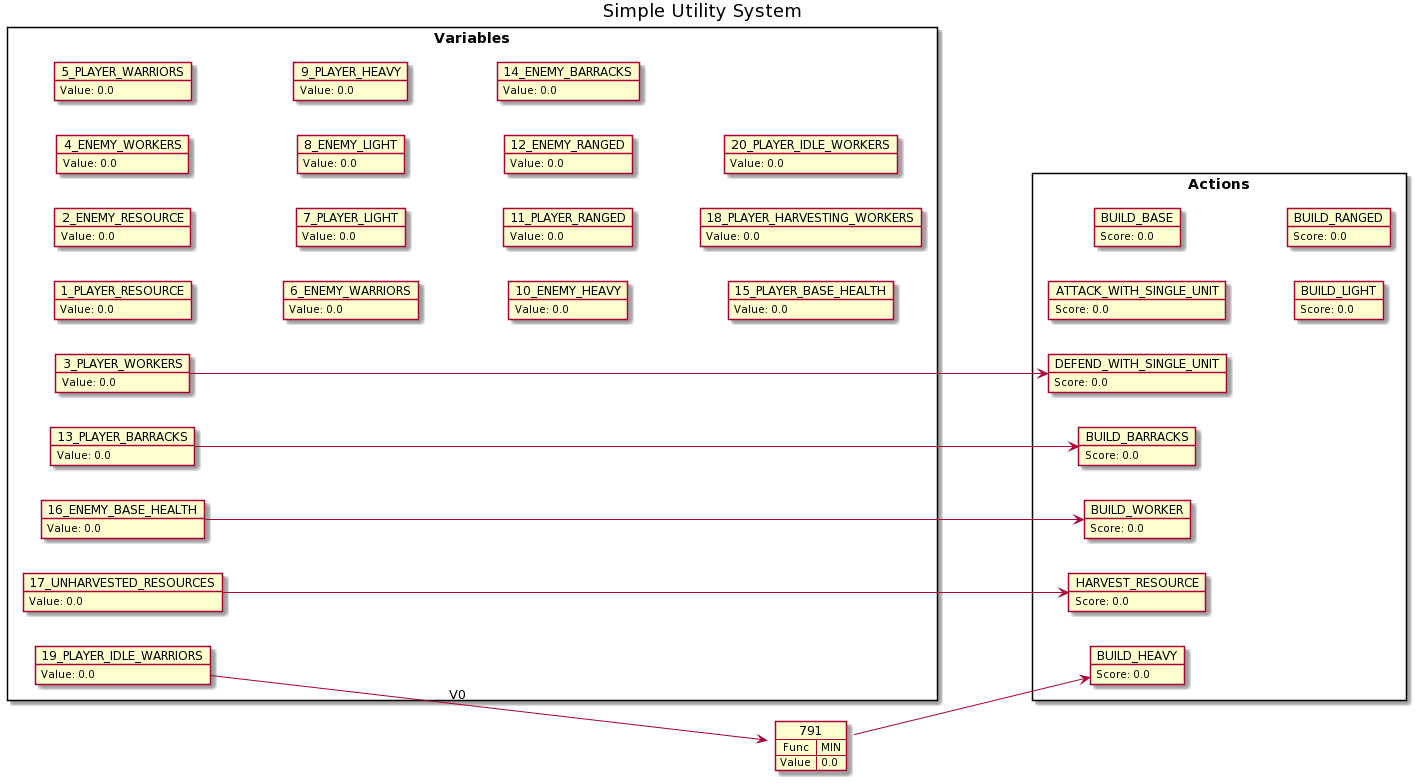 Simple Utility System
Variables
5_PLAYER_WARRIORS
Value: 0.0
9_PLAYER_HEAVY
Value: 0.0
14_ENEMY_BARRACKS
Value: 0.0
4_ENEMY_WORKERS
Value: 0.0
8_ENEMY_LIGHT
Value: 0.0
12_ENEMY_RANGED
Value: 0.0
20_PLAYER_IDLE_WORKERS
Value: 0.0
2_ENEMY_RESOURCE
Value: 0.0
7_PLAYER_LIGHT
Value: 0.0
11_PLAYER_RANGED
Value: 0.0
18_PLAYER_HARVESTING_WORKERS
Value: 0.0
1_PLAYER_RESOURCE
Value: 0.0
6_ENEMY_WARRIORS
Value: 0.0
10_ENEMY_HEAVY
Value: 0.0
15_PLAYER_BASE_HEALTH
Value: 0.0
3_PLAYER_WORKERS
Value: 0.0
13_PLAYER_BARRACKS
Value: 0.0
16_ENEMY_BASE_HEALTH
Value: 0.0
17_UNHARVESTED_RESOURCES
Value: 0.0
19_PLAYER_IDLE_WARRIORS
Value: 0.0
V0
791
Func MIN
Value 0.0
Actions
BUILD_BASE
Score: 0.0
BUILD_RANGED
Score: 0.0
ATTACK_WITH_SINGLE_UNIT
Score: 0.0
BUILD_LIGHT
Score: 0.0
DEFEND_WITH_SINGLE_UNIT
Score: 0.0
BUILD_BARRACKS
Score: 0.0
BUILD_WORKER
Score: 0.0
HARVEST_RESOURCE
Score: 0.0
BUILD_HEAVY
Score: 0.0